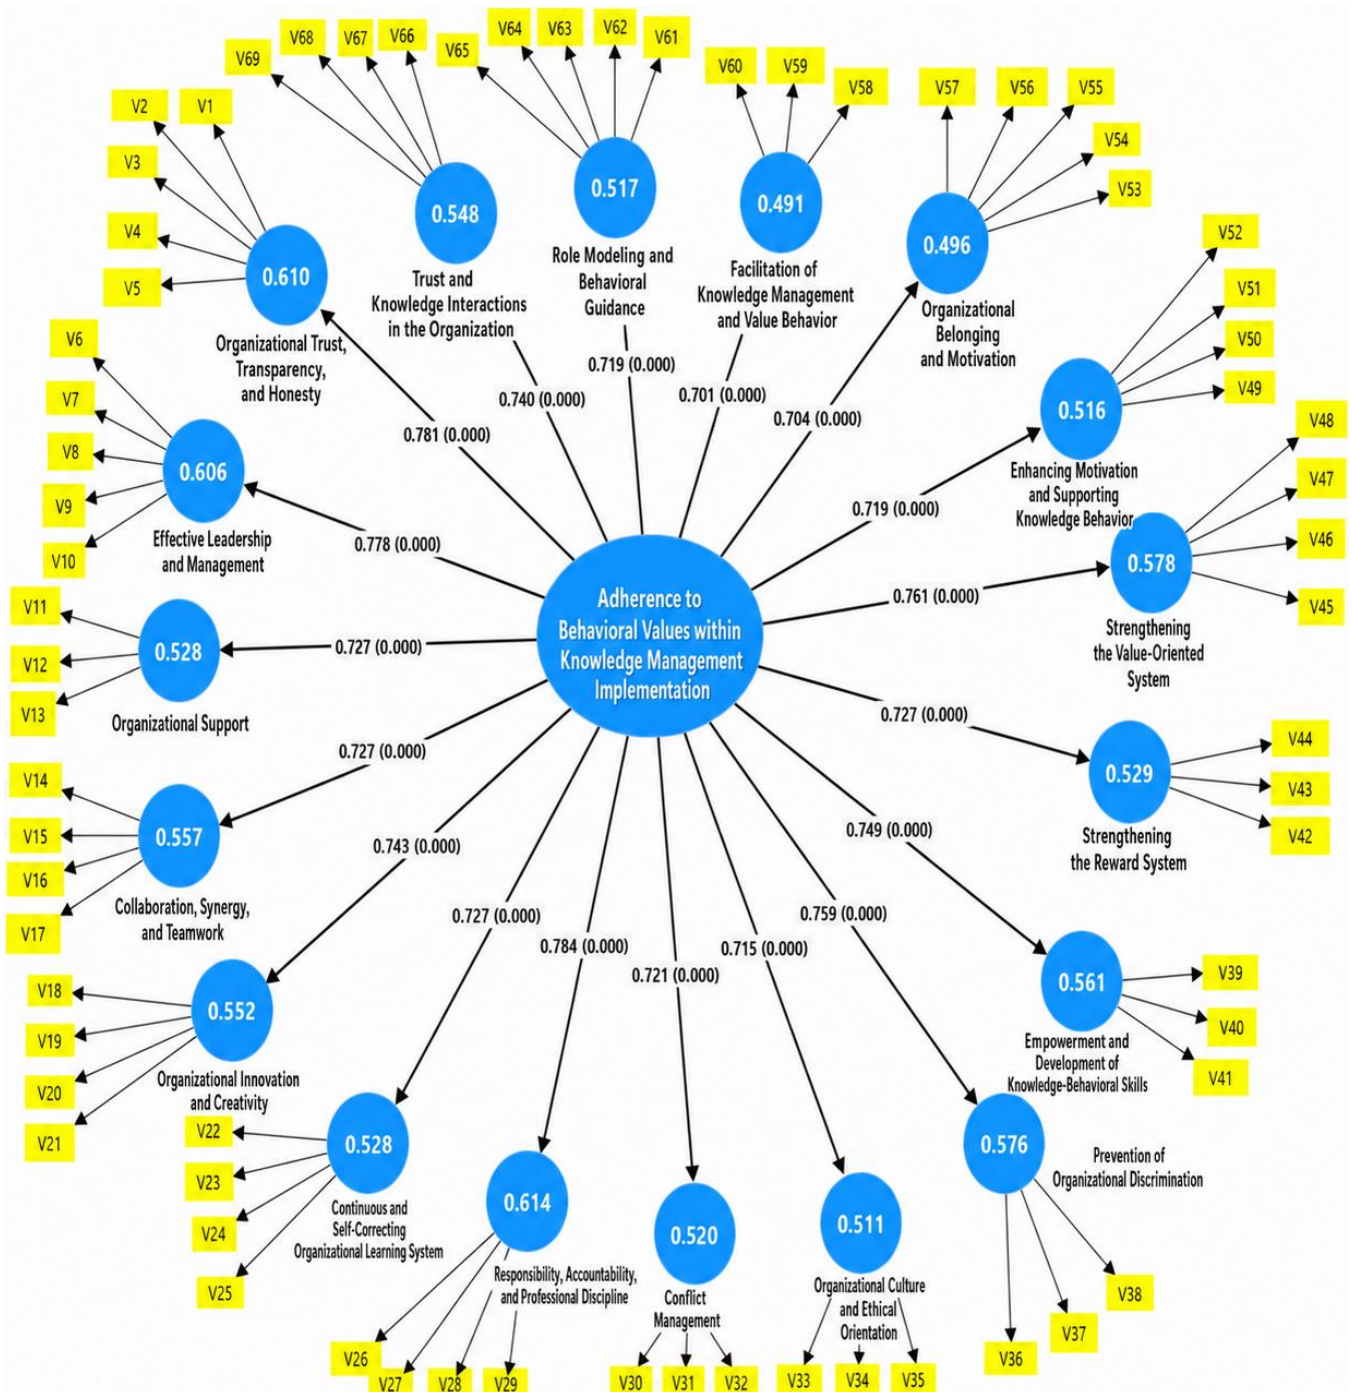 V1
V2
V3
V4
V5
0.610
Organizational Trust,
Transparency,
and Honesty
0.781 (0.000)
V69
V68
V67
V66
0.548
Trust and
Knowledge Interactions
in the Organization
0.740 (0.000)
V65
V64
V63
V62
V61
0.517
Role Modeling and
Behavioral
Guidance
0.719 (0.000)
V60
V59
V58
0.491
Facilitation of
Knowledge Management
and Value Behavior
0.701 (0.000)
V57
V56
V55
V54
V53
0.496
Organizational
Belonging
and Motivation
0.704 (0.000)
V52
V51
V50
V49
0.516
Enhancing Motivation
and Supporting
Knowledge Behavior
0.719 (0.000)
V48
V47
V46
V45
0.578
Strengthening
the Value-Oriented
System
0.761 (0.000)
V44
V43
V42
0.529
Strengthening
the Reward System
0.727 (0.000)
V39
V40
V41
0.561
Empowerment and
Development of
Knowledge-Behavioral Skills
0.749 (0.000)
V38
V37
V36
0.576
Prevention of
Organizational Discrimination
0.759 (0.000)
0.511
Organizational Culture
and Ethical
Orientation
0.715 (0.000)
V33
V34
V35
0.520
Conflict
Management
0.721 (0.000)
V30
V31
V32
0.614
Responsibility, Accountability,
and Professional Discipline
0.784 (0.000)
V26
V27
V28
V29
0.528
Continuous and
Self-Correcting
Organizational Learning System
0.727 (0.000)
V22
V23
V24
V25
0.552
Organizational Innovation
and Creativity
0.743 (0.000)
V18
V19
V20
V21
0.557
Collaboration, Synergy,
and Teamwork
0.727 (0.000)
V14
V15
V16
V17
0.528
Organizational Support
0.727 (0.000)
V11
V12
V13
0.606
Effective Leadership
and Management
0.778 (0.000)
V6
V7
V8
V9
V10
Adherence to
Behavioral Values within
Knowledge Management
Implementation